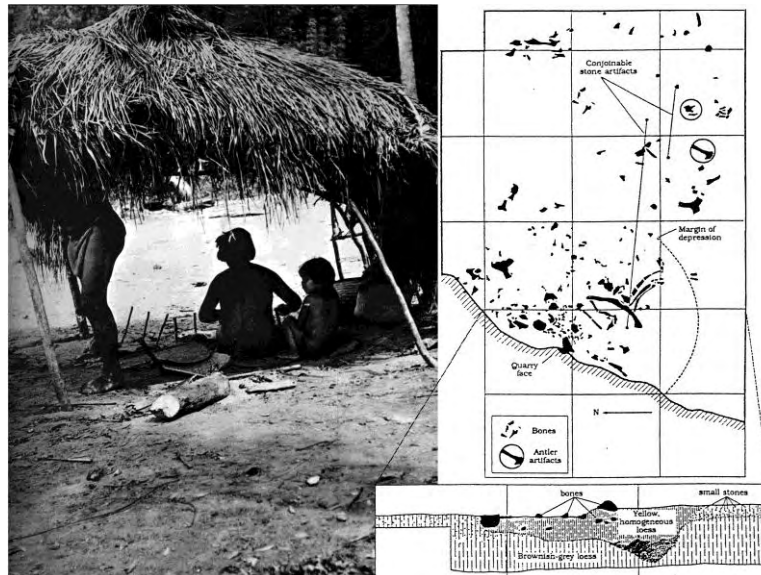 Conjoinable
stone artifacts
Margin of
depression
Quarry
face
N
Bones
Antler
artifacts
bones
small stones
Yellow,
homogeneous
loess
Brownish-grey loess